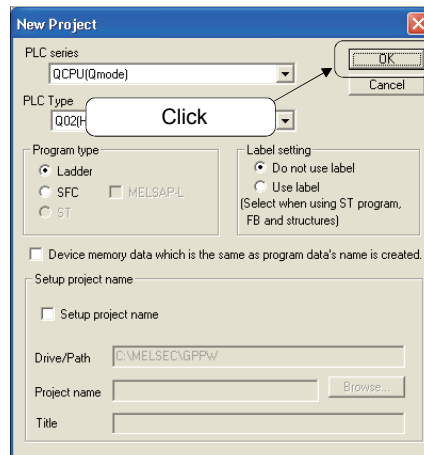 New Project
PLC series
QCPU(Qmode)
OK
Cancel
PLC Type
Q02(H
Click
Program type
Ladder
SFC
MELSAP-L
ST
Label setting
Do not use label
Use label
(Select when using ST program,
FB and structures)
Device memory data which is the same as program data's name is created.
Setup project name
Setup project name
Drive/Path
C:\MELSEC\GPPW
Project name
Browse...
Title